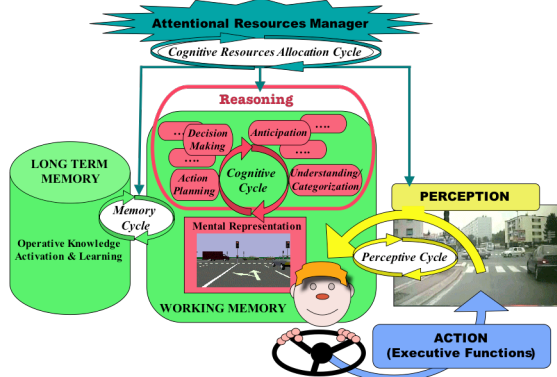 Attentional Resources Manager
Cognitive Resources Allocation Cycle
Reasoning
....
Decision
Making
....
Anticipation
....
....
Action
Planning
Cognitive
Cycle
Understanding/
Categorization
LONG TERM
MEMORY
Operative Knowledge
Activation & Learning
Memory
Cycle
Mental Representation
WORKING MEMORY
PERCEPTION
Perceptive Cycle
ACTION
(Executive Functions)